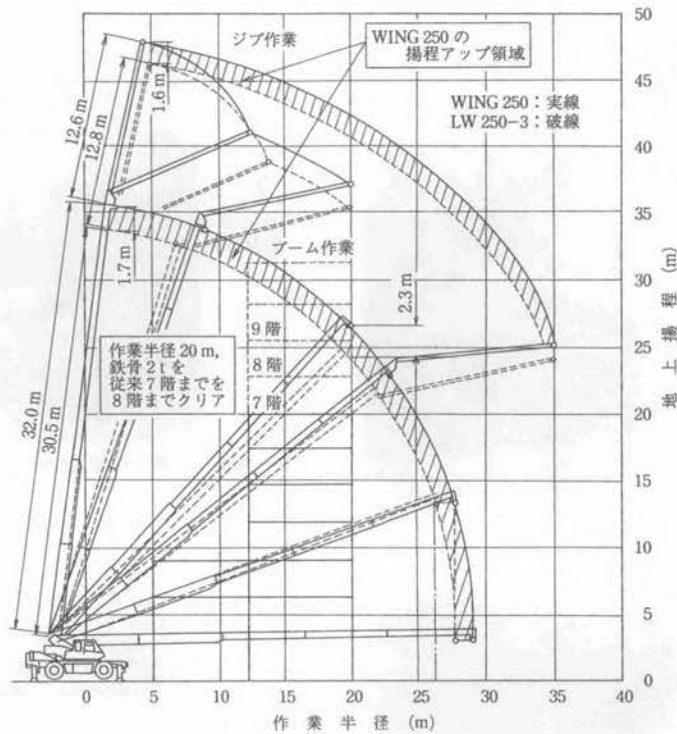 ジブ作業
WING 250 の
揚程アップ領域
WING 250：実線
LW 250-3：破線
12.6 m
12.8 m
1.6 m
1.7 m
ブーム作業
2.3 m
9 階
8 階
7 階
作業半径 20 m,
鉄骨 2 t を
従来 7 階までを
8 階までクリア
32.0 m
30.5 m
50
45
40
35
30
25
20
15
10
5
0
地上揚程 (m)
0 5 10 15 20 25 30 35 40
作業半径 (m)